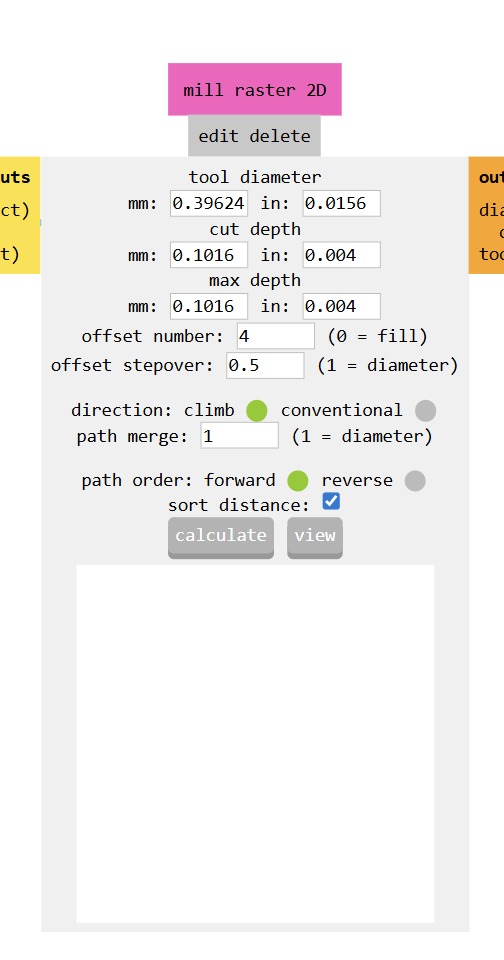 mill raster 2D
edit delete
uts
ct)
t)
tool diameter
mm: 0.39624 in: 0.0156
cut depth
mm: 0.1016 in: 0.004
max depth
mm: 0.1016 in: 0.004
offset number: 4 (0 = fill)
offset stepover: 0.5 (1 = diameter)
direction: climb conventional
path merge: 1 (1 = diameter)
path order: forward reverse
sort distance:
calculate view
out
dia
c
too